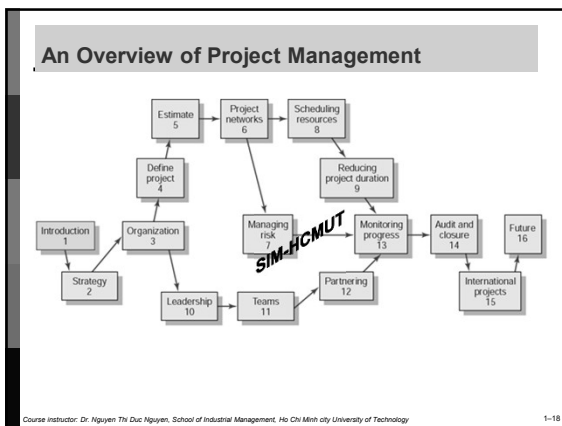 An Overview of Project Management
Introduction
1
Strategy
2
Organization
3
Define
project
4
Estimate
5
Project
networks
6
Managing
risk
7
Scheduling
resources
8
Reducing
project duration
9
Leadership
10
Teams
11
Partnering
12
Monitoring
progress
13
Audit and
closure
14
International
projects
15
Future
16
SIM-HCMUT
Course instructor: Dr. Nguyen Thi Duc Nguyen, School of Industrial Management, Ho Chi Minh city University of Technology
1–18